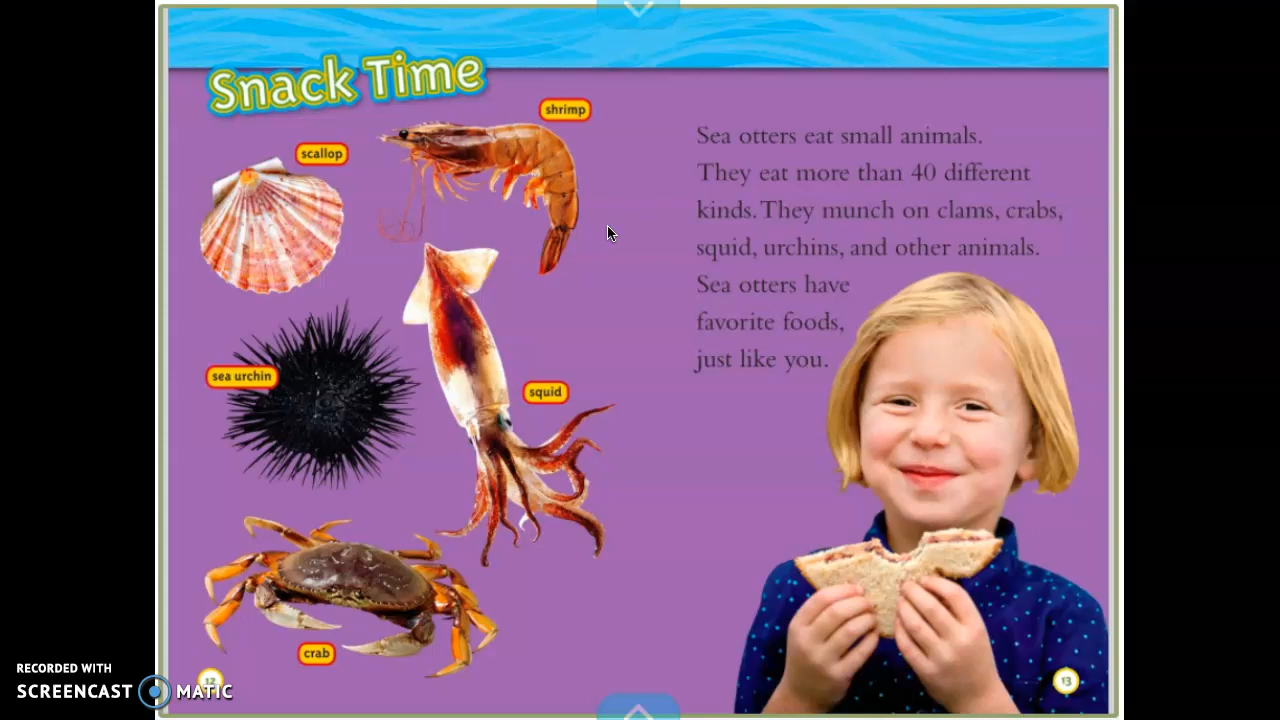 Snack Time
shrimp
scallop
sea urchin
squid
crab
12
Sea otters eat small animals.
They eat more than 40 different
kinds. They munch on clams, crabs,
squid, urchins, and other animals.
Sea otters have
favorite foods,
just like you.
13
RECORDED WITH
SCREENCAST MATIC